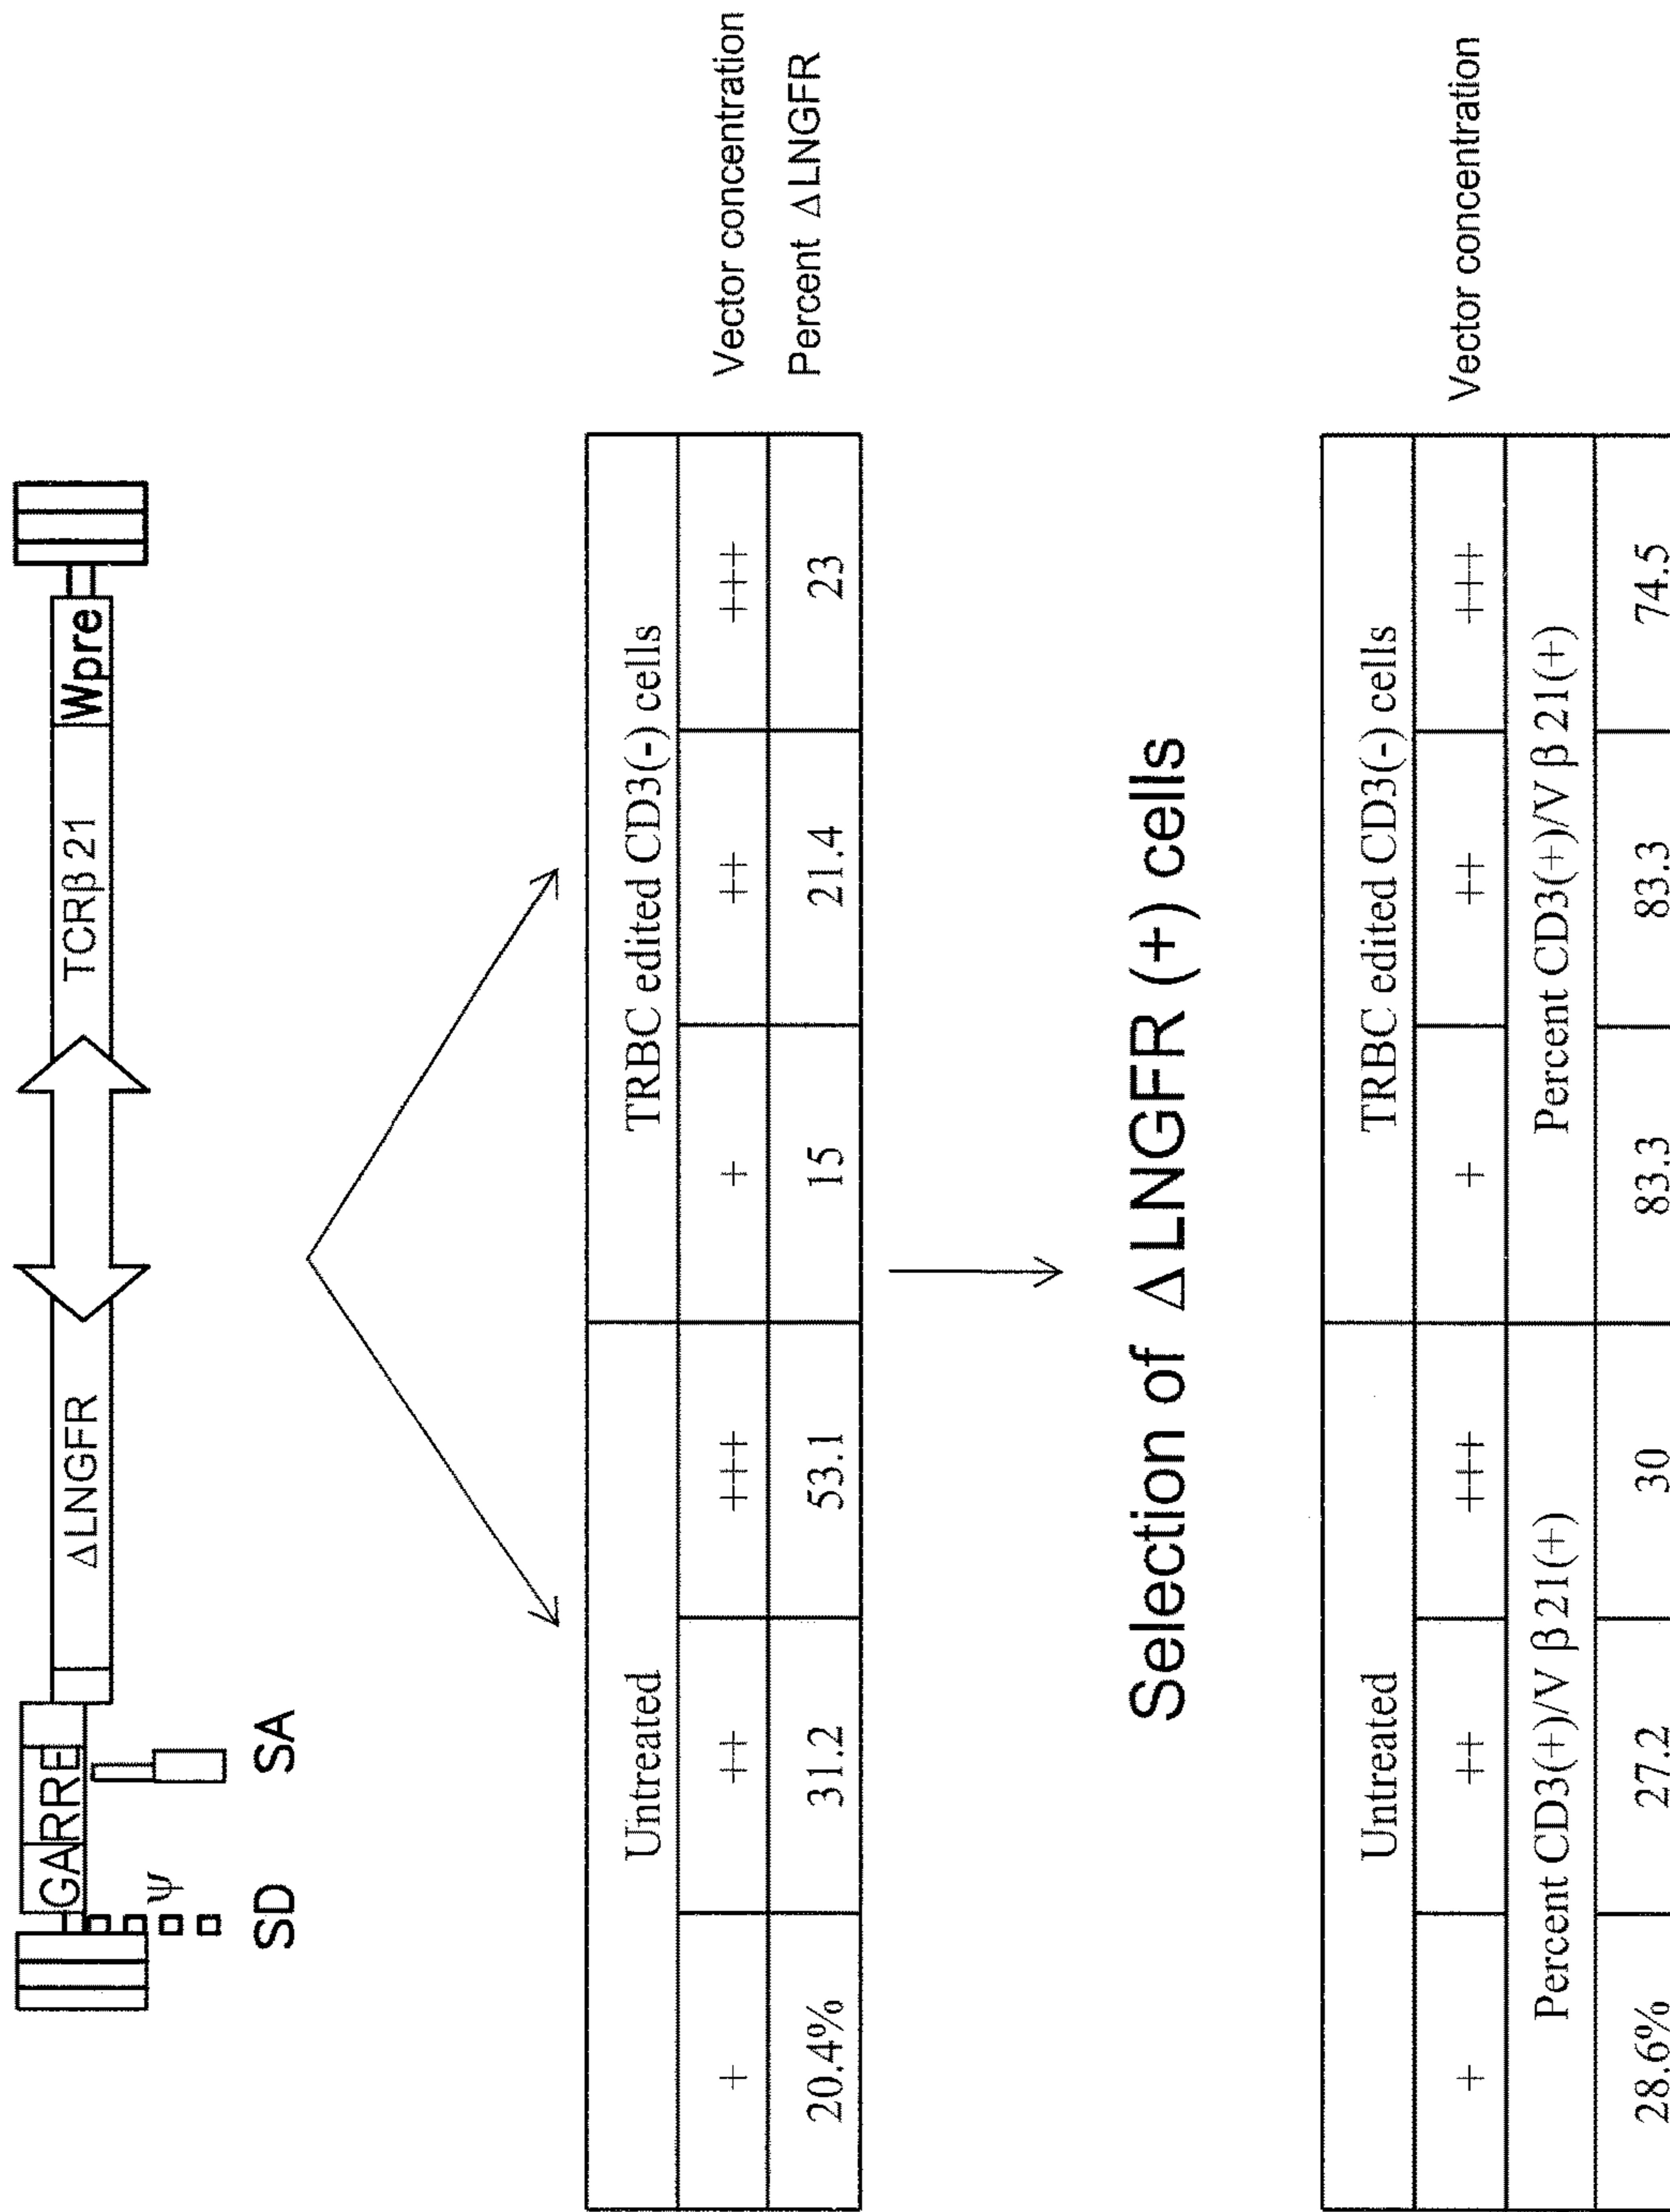 GA RRE ΔLNGFR TCRβ 21 Wpre
ψ
SD SA
Untreated TRBC edited CD3(-) cells
+ ++ +++ + ++ +++ Vector concentration
20.4% 31.2 53.1 15 21.4 23 Percent ΔLNGFR
Selection of Δ LNGFR (+) cells
Untreated TRBC edited CD3(-) cells
+ ++ +++ + ++ +++ Vector concentration
Percent CD3(+)/V β 21(+) Percent CD3(+)/V β 21(+)
28.6% 27.2 30 83.3 83.3 74.5